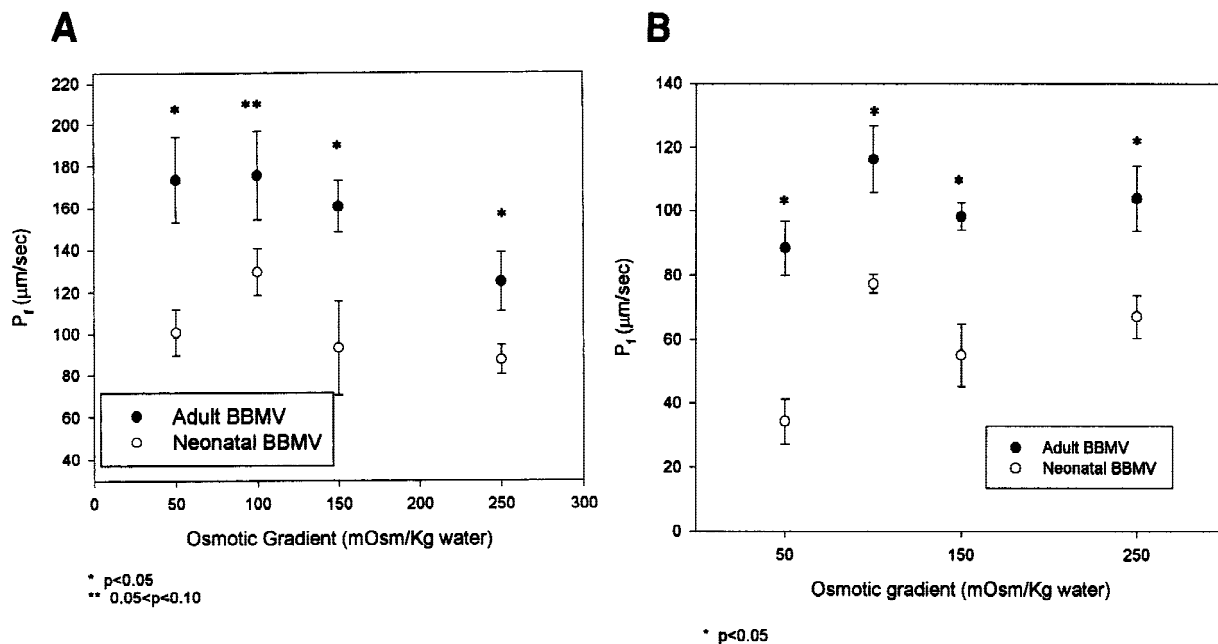 A
220
200
180
160
140
120
100
80
60
40
P_f (μm/sec)
*
**
*
*
Adult BBMV
Neonatal BBMV
0 50 100 150 200 250 300
Osmotic Gradient (mOsm/Kg water)
* p<0.05
** 0.05<p<0.10
B
140
120
100
80
60
40
20
0
P_f (μm/sec)
*
*
*
*
Adult BBMV
Neonatal BBMV
50 150 250
Osmotic gradient (mOsm/Kg water)
* p<0.05